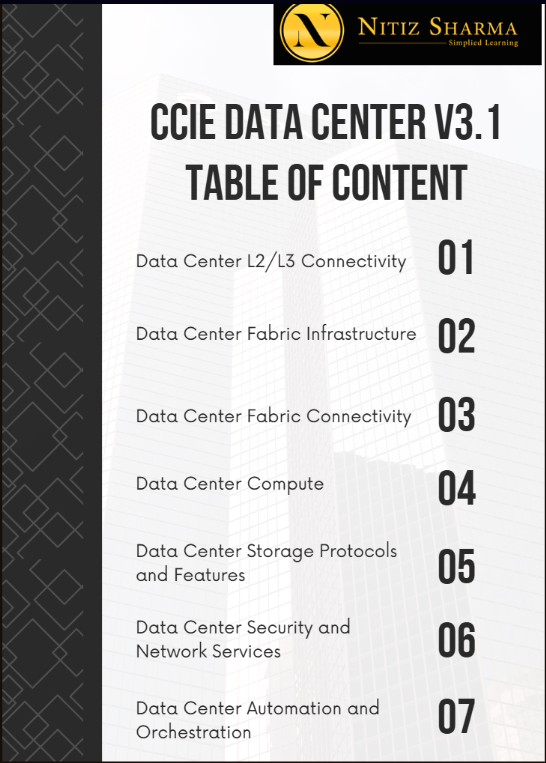 N
NITIZ SHARMA
Simplied Learning
CCIE DATA CENTER V3.1
TABLE OF CONTENT
Data Center L2/L3 Connectivity 01
Data Center Fabric Infrastructure 02
Data Center Fabric Connectivity 03
Data Center Compute 04
Data Center Storage Protocols
and Features 05
Data Center Security and
Network Services 06
Data Center Automation and
Orchestration 07